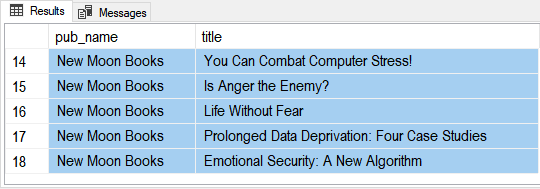 Results Messages
pub_name title
14 New Moon Books You Can Combat Computer Stress!
15 New Moon Books Is Anger the Enemy?
16 New Moon Books Life Without Fear
17 New Moon Books Prolonged Data Deprivation: Four Case Studies
18 New Moon Books Emotional Security: A New Algorithm